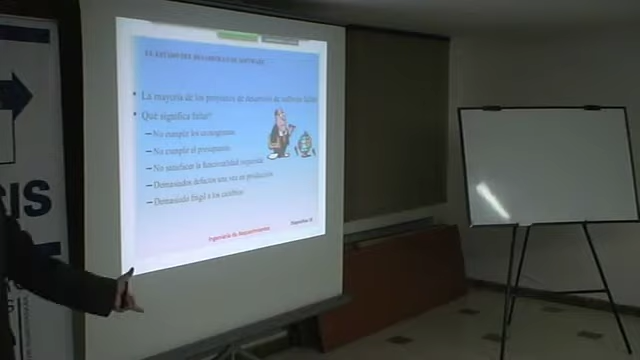 EL ESTADO DEL DESARROLLO DE SOFTWARE
• La mayoría de los proyectos de desarrollo de software fallan
• Qué significa fallar?
– No cumplir los cronogramas
– No cumplir el presupuesto
– No satisfacer la funcionalidad requerida
– Demasiados defectos una vez en producción
– Demasiado frágil a los cambios
Ingeniería de Requerimientos
SIS